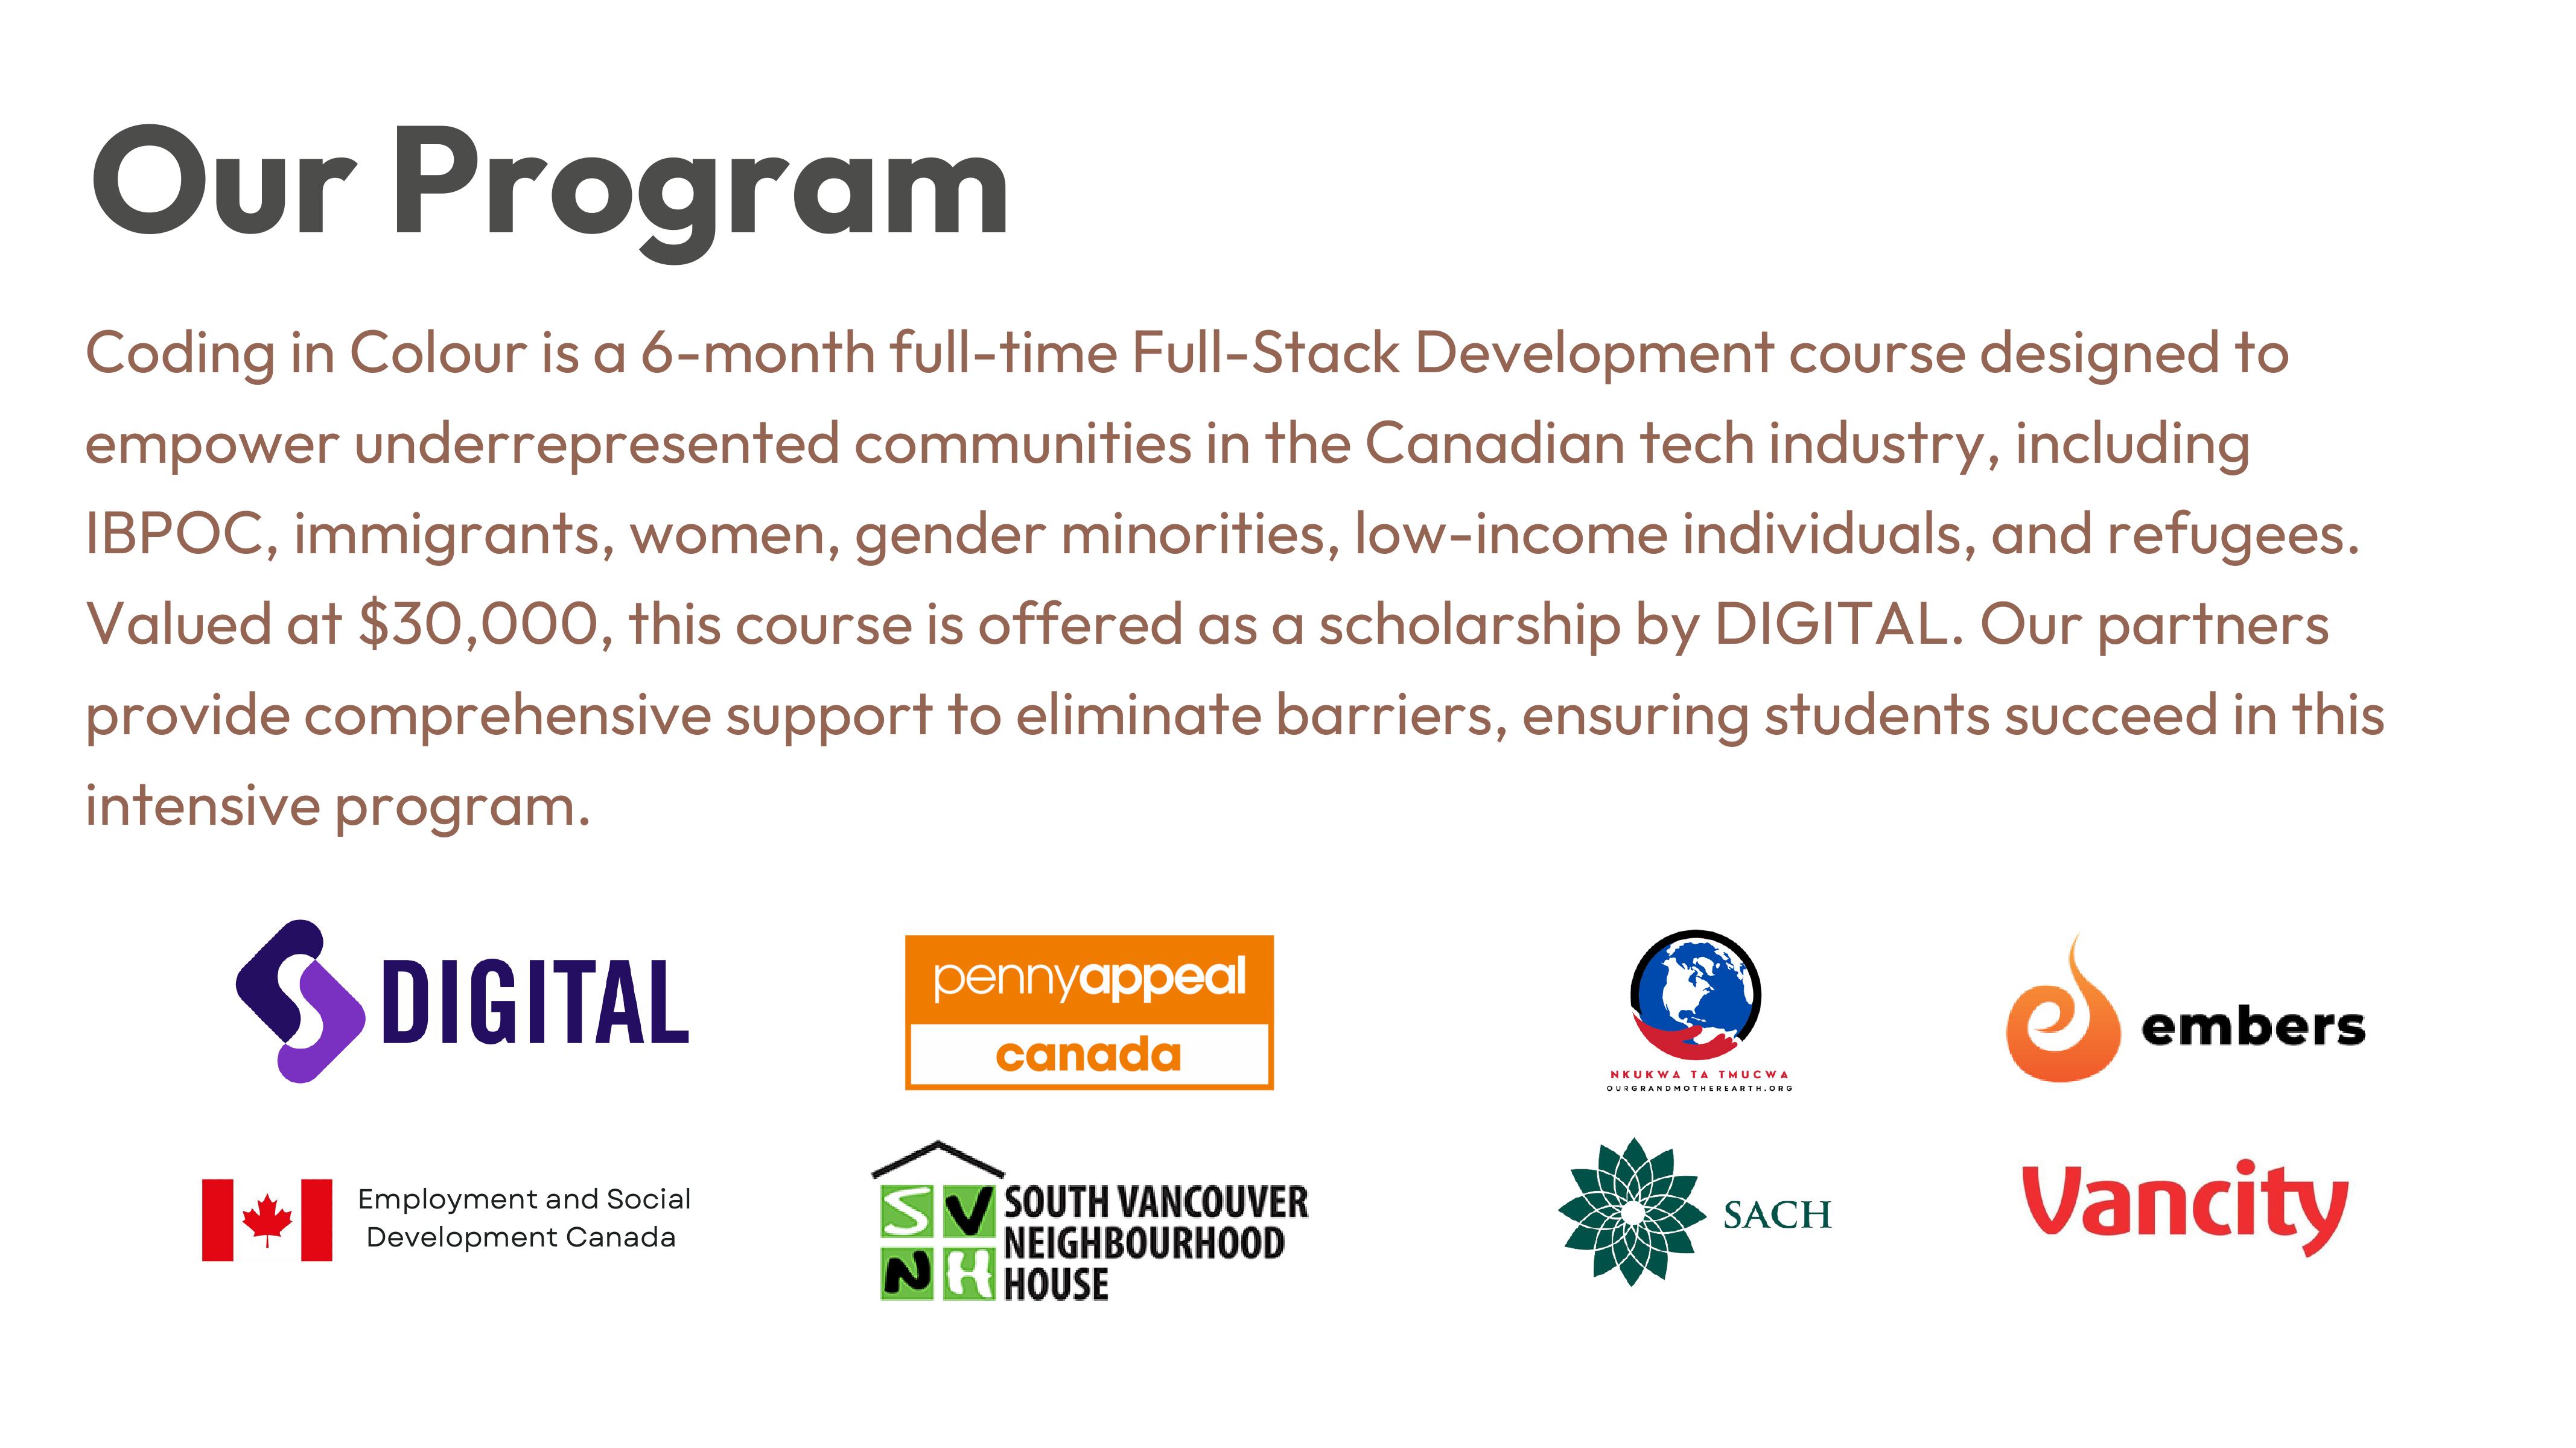 Our Program
Coding in Colour is a 6-month full-time Full-Stack Development course designed to
empower underrepresented communities in the Canadian tech industry, including
IBPOC, immigrants, women, gender minorities, low-income individuals, and refugees.
Valued at $30,000, this course is offered as a scholarship by DIGITAL. Our partners
provide comprehensive support to eliminate barriers, ensuring students succeed in this
intensive program.
DIGITAL
pennyappeal
canada
NKUKWA TA TMUCWA
OURGRANDMOTHEREARTH.ORG
embers
Employment and Social
Development Canada
SV
NH
SOUTH VANCOUVER
NEIGHBOURHOOD
HOUSE
SACH
Vancity